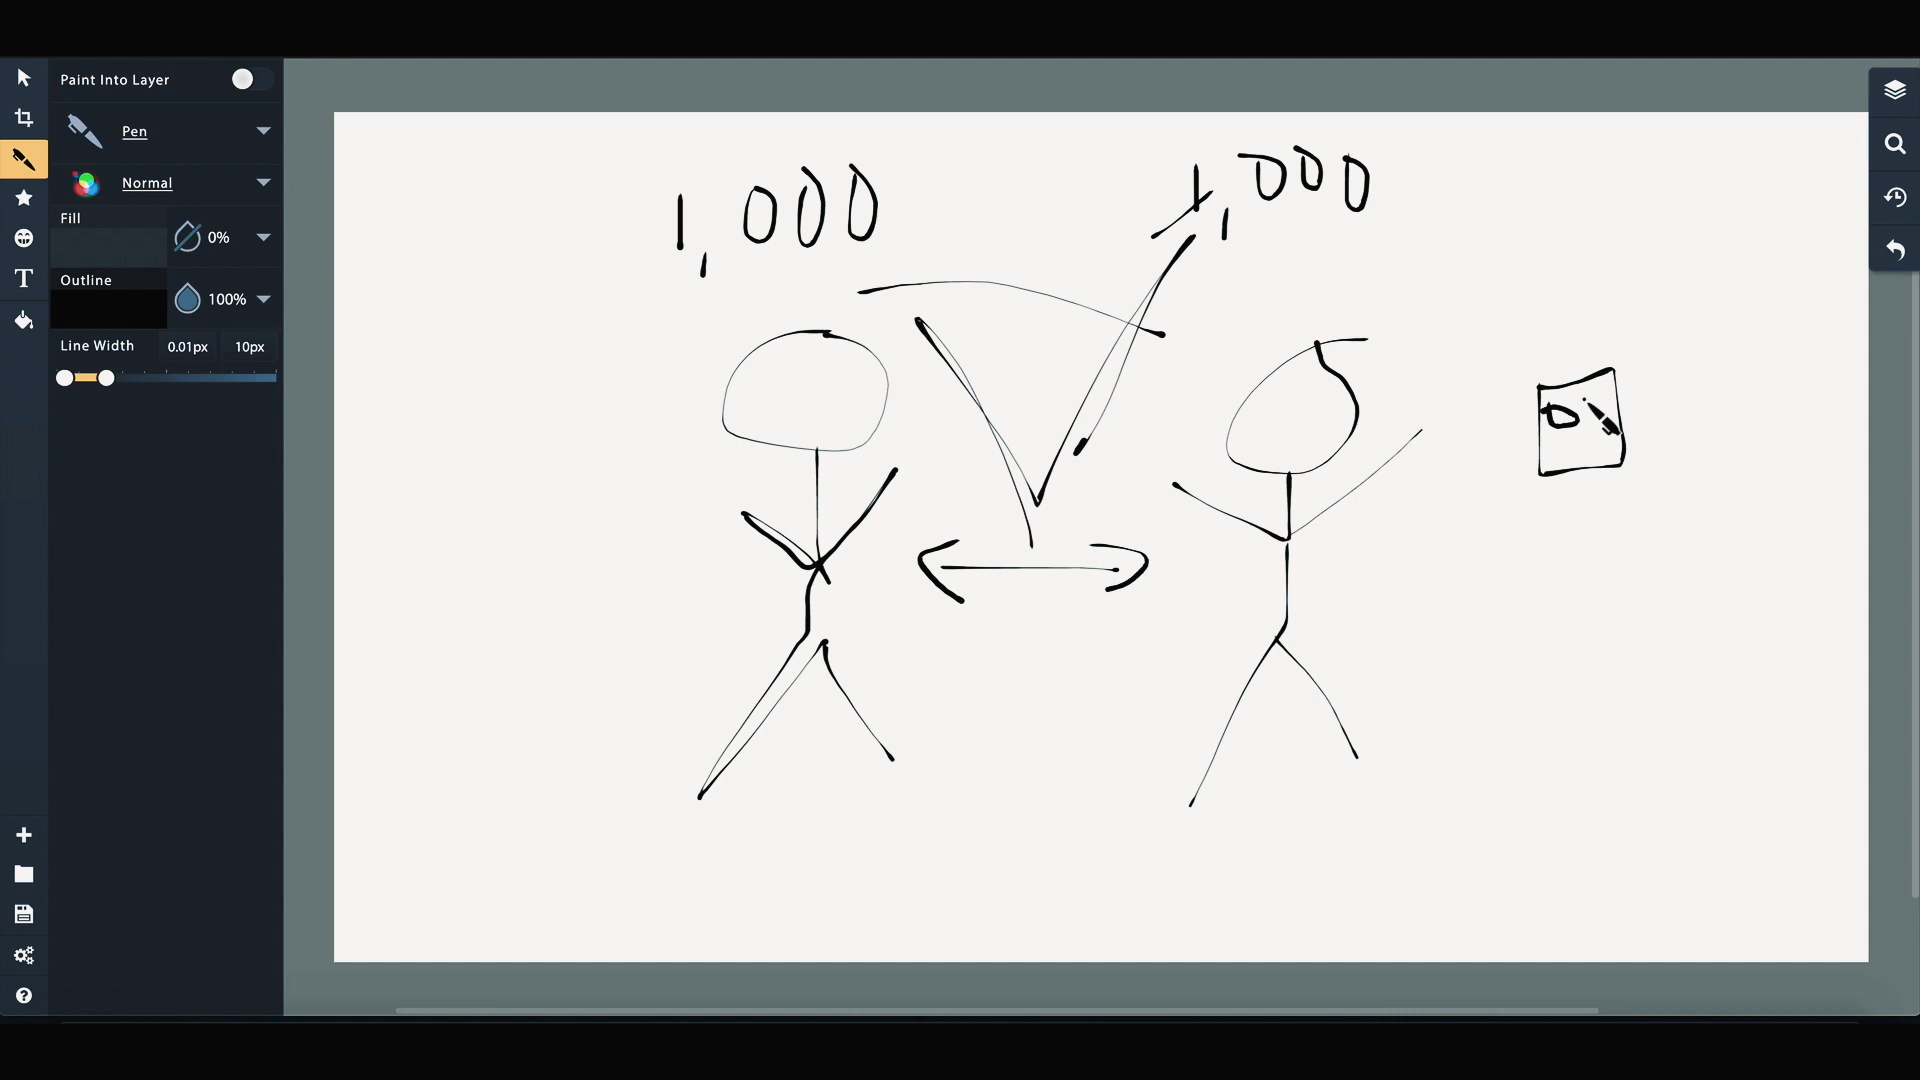 Paint Into Layer
Pen
Normal
Fill
0%
Outline
100%
Line Width 0.01px 10px
1,000
1,000